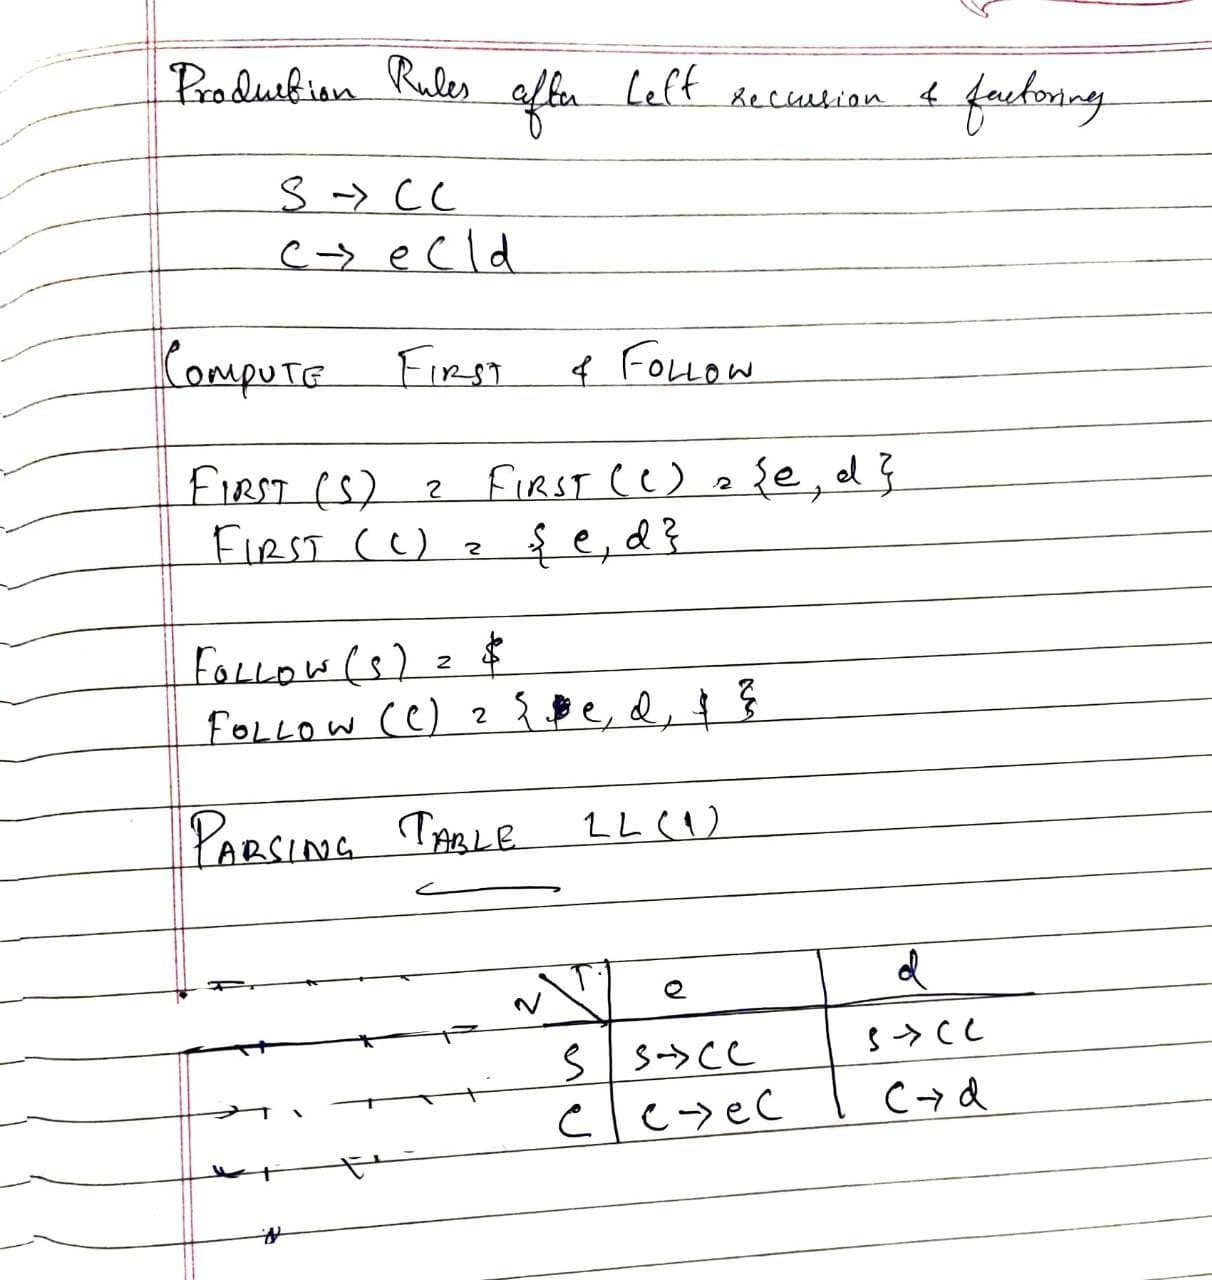 Production Rules after Left recursion & factoring
S → CC
C → eC|d
COMPUTE FIRST & FOLLOW
FIRST (S) = FIRST (C) = {e, d}
FIRST (C) = {e, d}
FOLLOW (S) = $
FOLLOW (C) = {e, d, $}
PARSING TABLE LL(1)
N T e d
S S→CC S→CC
C C→eC C→d